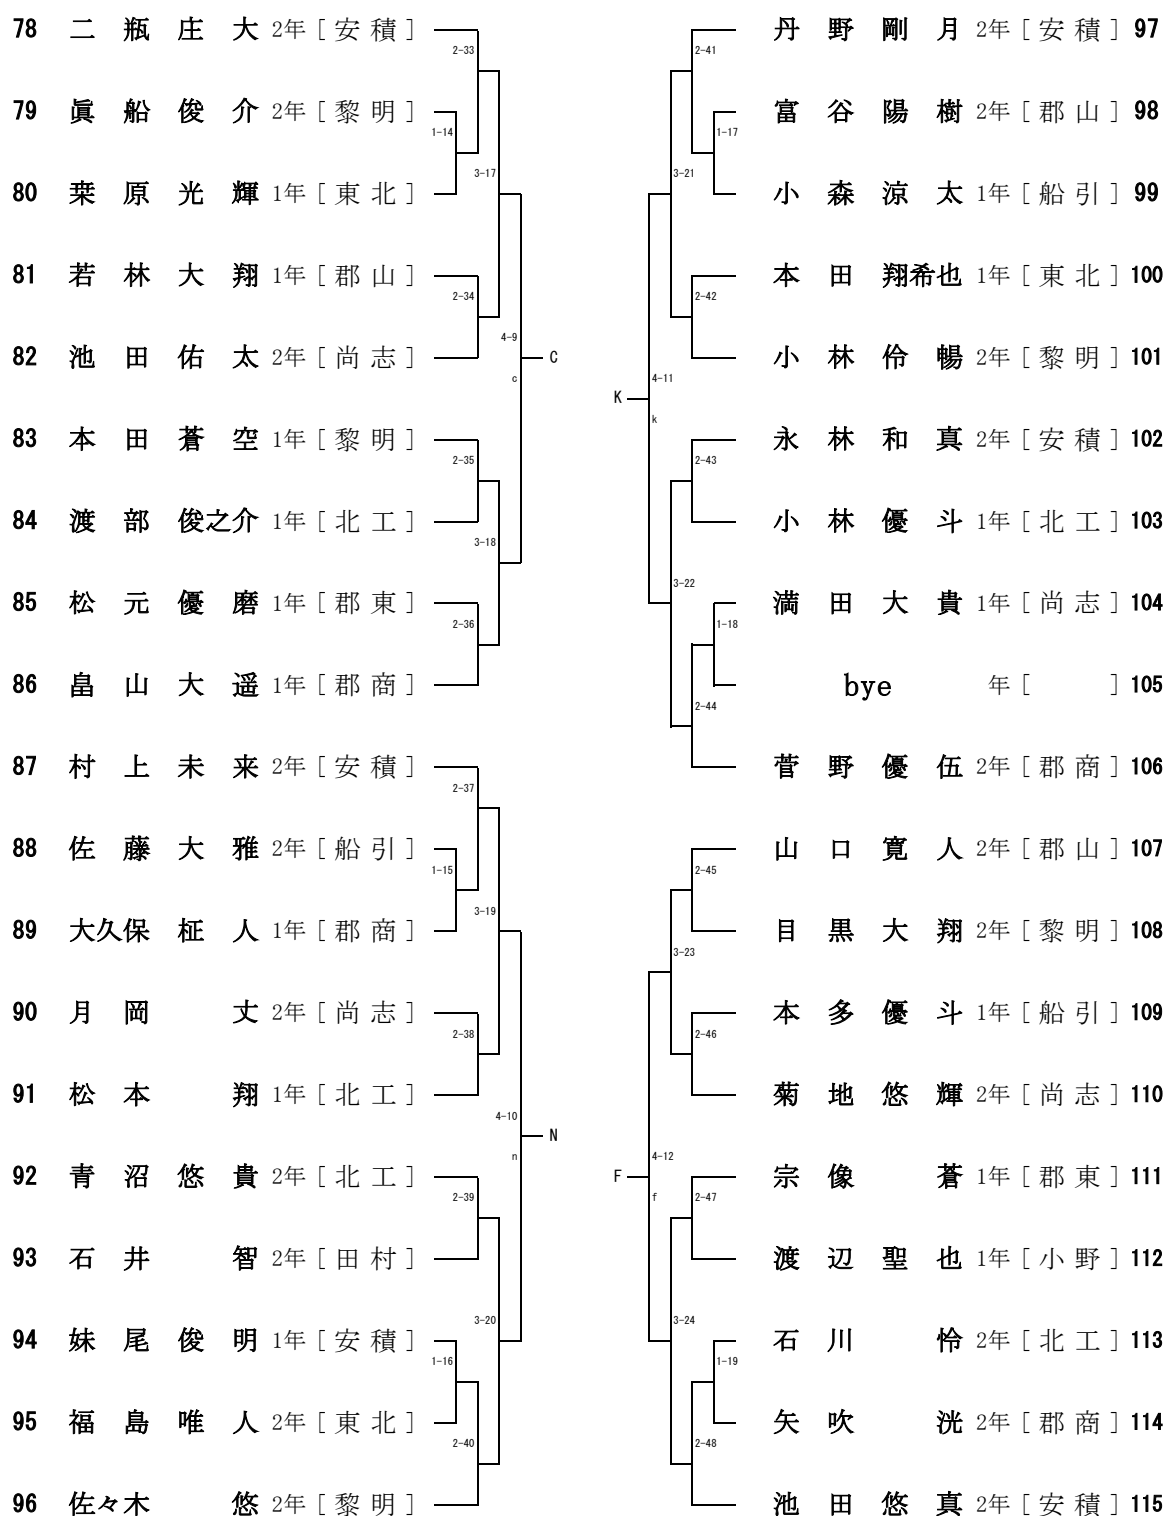 78 二瓶庄大 2年 [安積]
2-33
79 眞船俊介 2年 [黎明]
1-14
80 栞原光輝 1年 [東北]
3-17
81 若林大翔 1年 [郡山]
2-34
82 池田佑太 2年 [尚志]
4-9
C
c
83 本田蒼空 1年 [黎明]
2-35
84 渡部俊之介 1年 [北工]
3-18
85 松元優磨 1年 [郡東]
2-36
86 畠山大遥 1年 [郡商]
87 村上未来 2年 [安積]
2-37
88 佐藤大雅 2年 [船引]
1-15
89 大久保柾人 1年 [郡商]
3-19
90 月岡丈 2年 [尚志]
2-38
91 松本翔 1年 [北工]
4-10
N
n
92 青沼悠貴 2年 [北工]
2-39
93 石井智 2年 [田村]
3-20
94 妹尾俊明 1年 [安積]
1-16
95 福島唯人 2年 [東北]
2-40
96 佐々木悠 2年 [黎明]
丹野剛月 2年 [安積] 97
2-41
富谷陽樹 2年 [郡山] 98
1-17
3-21
小森涼太 1年 [船引] 99
本田翔希也 1年 [東北] 100
2-42
小林伶暢 2年 [黎明] 101
4-11
K
k
永林和真 2年 [安積] 102
2-43
小林優斗 1年 [北工] 103
3-22
満田大貴 1年 [尚志] 104
1-18
bye 年 [ ] 105
2-44
菅野優伍 2年 [郡商] 106
山口寛人 2年 [郡山] 107
2-45
目黒大翔 2年 [黎明] 108
3-23
本多優斗 1年 [船引] 109
2-46
菊地悠輝 2年 [尚志] 110
4-12
F
f
宗像蒼 1年 [郡東] 111
2-47
渡辺聖也 1年 [小野] 112
3-24
石川怜 2年 [北工] 113
1-19
矢吹洸 2年 [郡商] 114
2-48
池田悠真 2年 [安積] 115